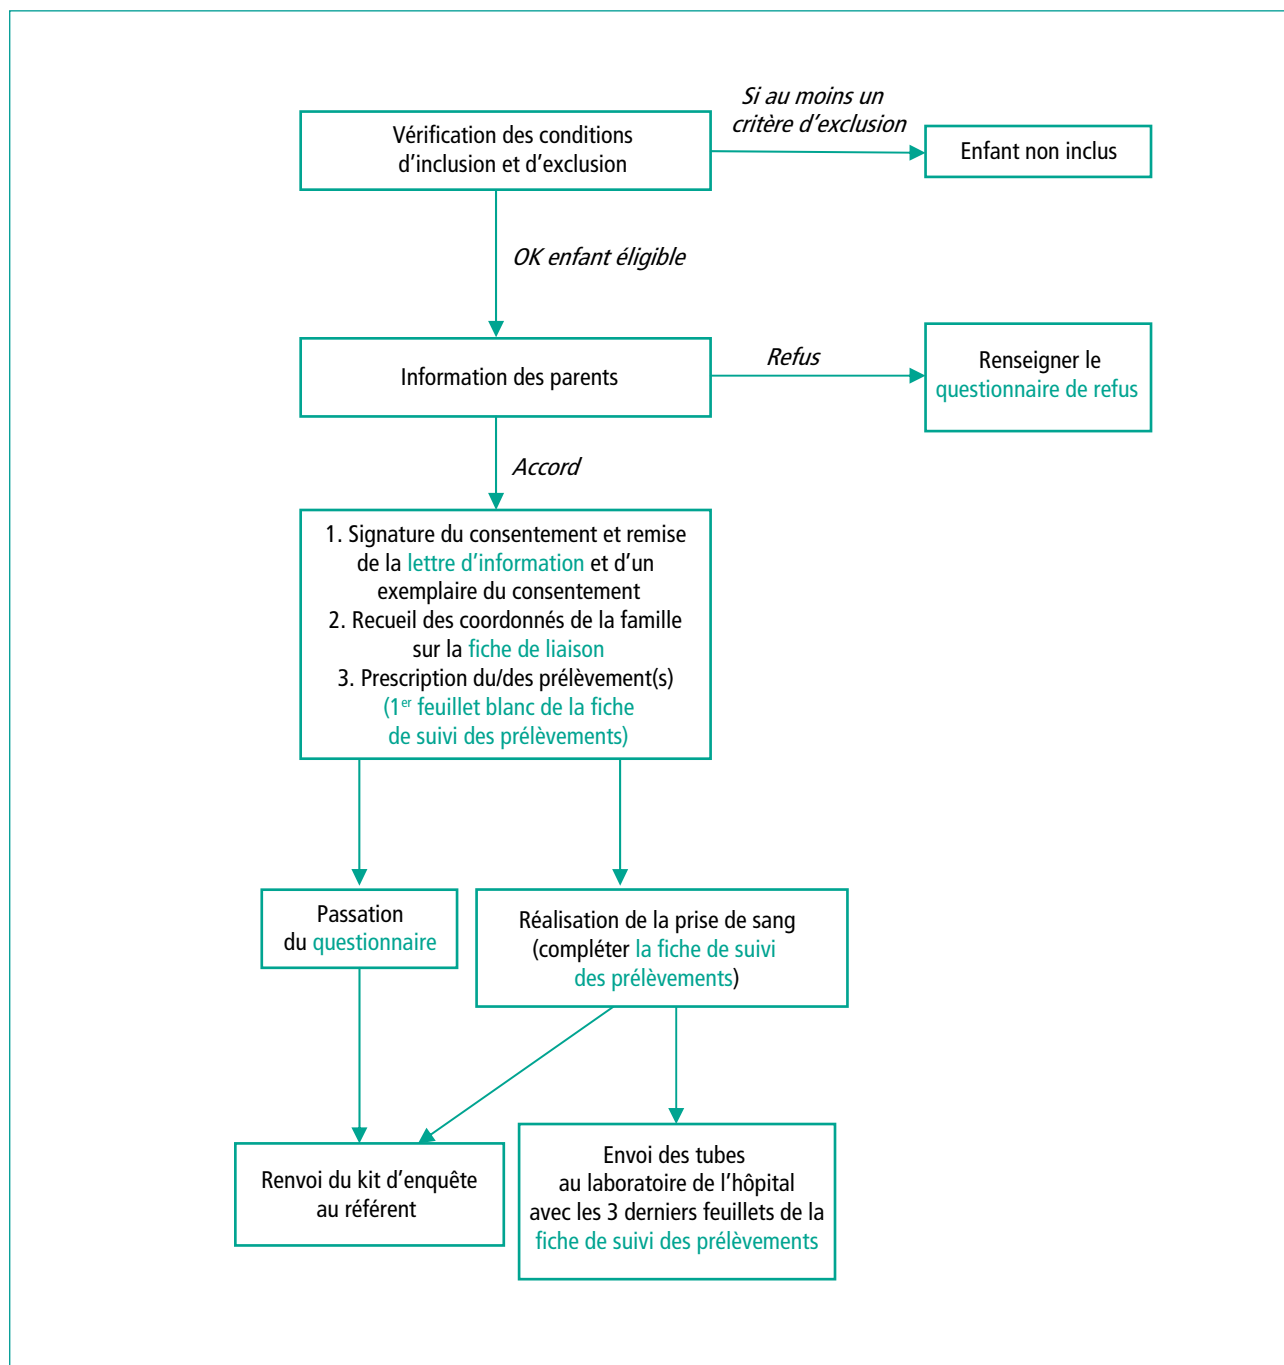 Si au moins un
critère d'exclusion
Vérification des conditions
d'inclusion et d'exclusion
Enfant non inclus
OK enfant éligible
Information des parents
Refus
Renseigner le
questionnaire de refus
Accord
1. Signature du consentement et remise
de la lettre d'information et d'un
exemplaire du consentement
2. Recueil des coordonnés de la famille
sur la fiche de liaison
3. Prescription du/des prélèvement(s)
(1er feuillet blanc de la fiche
de suivi des prélèvements)
Passation
du questionnaire
Réalisation de la prise de sang
(compléter la fiche de suivi
des prélèvements)
Renvoi du kit d'enquête
au référent
Envoi des tubes
au laboratoire de l'hôpital
avec les 3 derniers feuillets de la
fiche de suivi des prélèvements